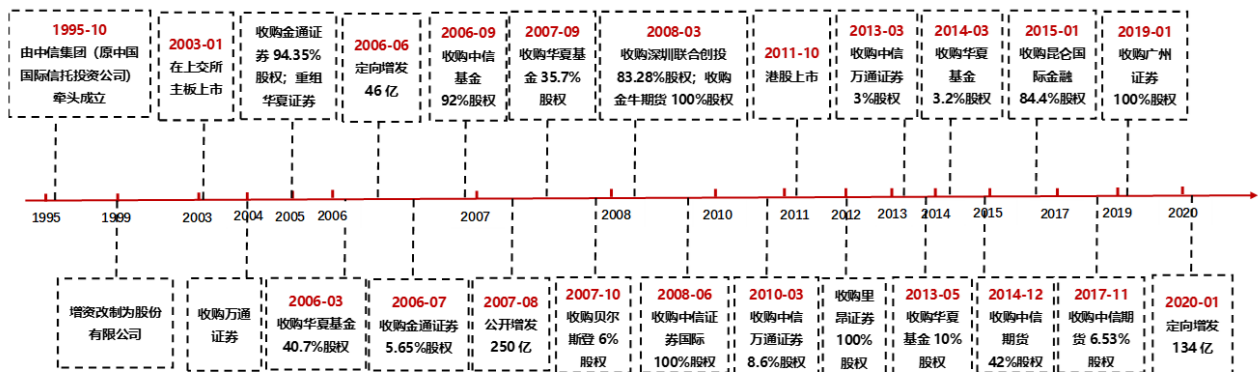 1995-10
由中信集团（原中国
国际信托投资公司）
牵头成立
2003-01
在上交所
主板上市
收购金通证
券 94.35%
股权；重组
华夏证券
2006-06
定向增发
46 亿
2006-09
收购中信
基金
92%股权
2007-09
收购华夏基
金 35.7%
股权
2008-03
收购深圳联合创投
83.28%股权；收购
金牛期货 100%股权
2011-10
港股上市
2013-03
收购中信
万通证券
3%股权
2014-03
收购华夏
基金
3.2%股权
2015-01
收购昆仑国
际金融
84.4%股权
2019-01
收购广州
证券
100%股权
1995
1999
2003
2004
2005
2006
2007
2008
2010
2011
2012
2013
2014
2015
2017
2019
2020
增资改制为股份
有限公司
收购万通
证券
2006-03
收购华夏基金
40.7%股权
2006-07
收购金通证券
5.65%股权
2007-08
公开增发
250 亿
2007-10
收购贝尔
斯登 6%
股权
2008-06
收购中信证
券国际
100%股权
2010-03
收购中信
万通证券
8.6%股权
收购里
昂证券
100%
股权
2013-05
收购华夏
基金 10%
股权
2014-12
收购中信
期货
42%股权
2017-11
收购中信期
货 6.53%
股权
2020-01
定向增发
134 亿